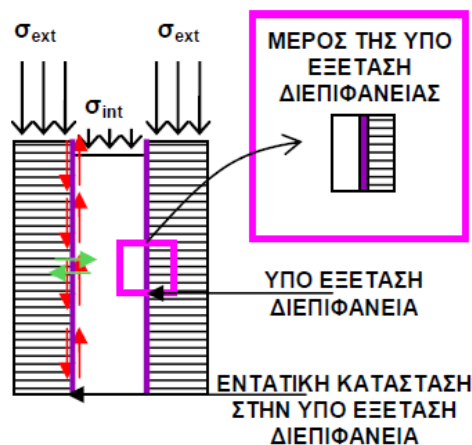 σext
σext
σint
ΜΕΡΟΣ ΤΗΣ ΥΠΟ
ΕΞΕΤΑΣΗ
ΔΙΕΠΙΦΑΝΕΙΑΣ
ΥΠΟ ΕΞΕΤΑΣΗ
ΔΙΕΠΙΦΑΝΕΙΑ
ΕΝΤΑΤΙΚΗ ΚΑΤΑΣΤΑΣΗ
ΣΤΗΝ ΥΠΟ ΕΞΕΤΑΣΗ
ΔΙΕΠΙΦΑΝΕΙΑ